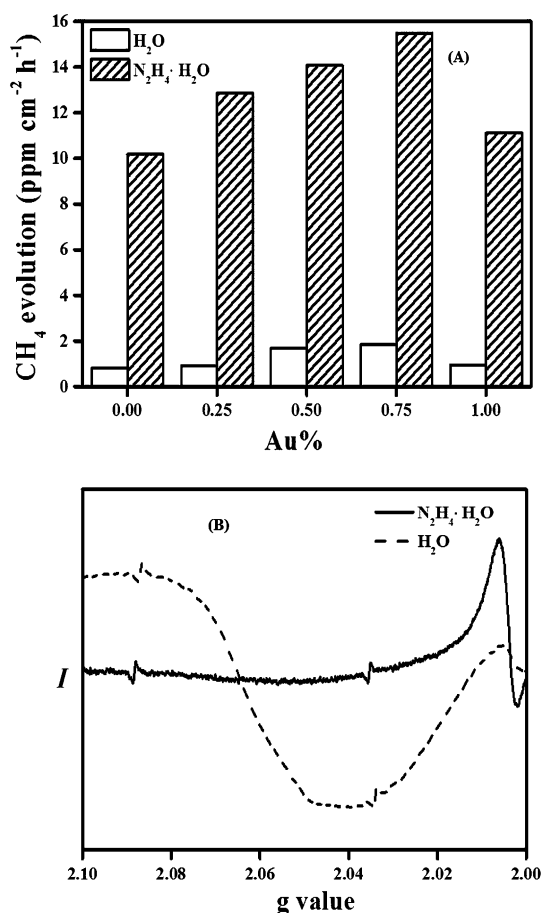 CH₄ evolution (ppm cm⁻² h⁻¹)
16
14
12
10
8
6
4
2
0
H₂O
N₂H₄· H₂O
(A)
0.00 0.25 0.50 0.75 1.00
Au%
(B)
N₂H₄· H₂O
H₂O
I
2.10 2.08 2.06 2.04 2.02 2.00
g value